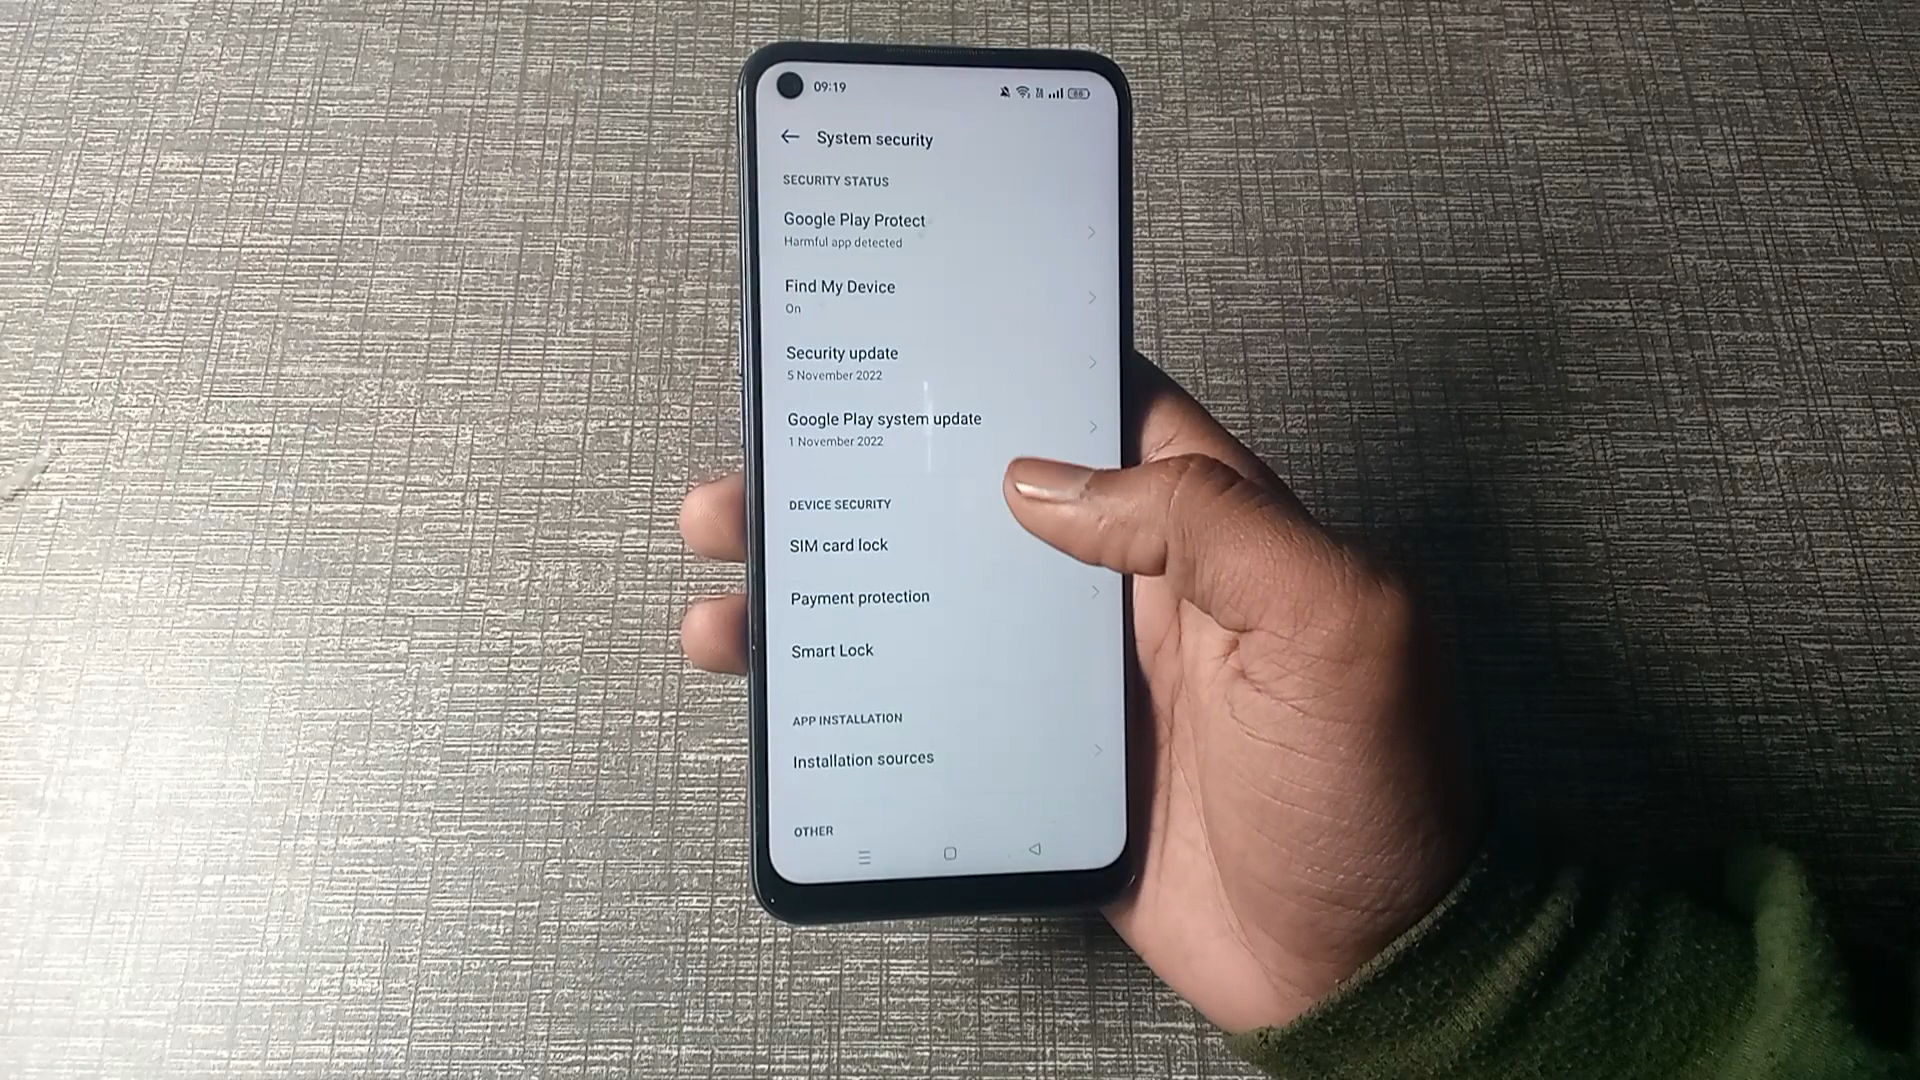 09:19
System security
SECURITY STATUS
Google Play Protect
Harmful app detected
Find My Device
On
Security update
5 November 2022
Google Play system update
1 November 2022
DEVICE SECURITY
SIM card lock
Payment protection
Smart Lock
APP INSTALLATION
Installation sources
OTHER